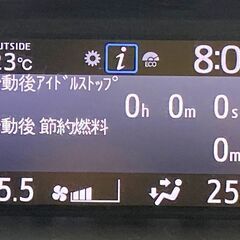 OUTSIDE
23℃ i ECO 8:0
動後ｱｲﾄﾞﾙｽﾄｯﾌﾟ
0h 0m 0s
動後 節約燃料
0m
5.5 25